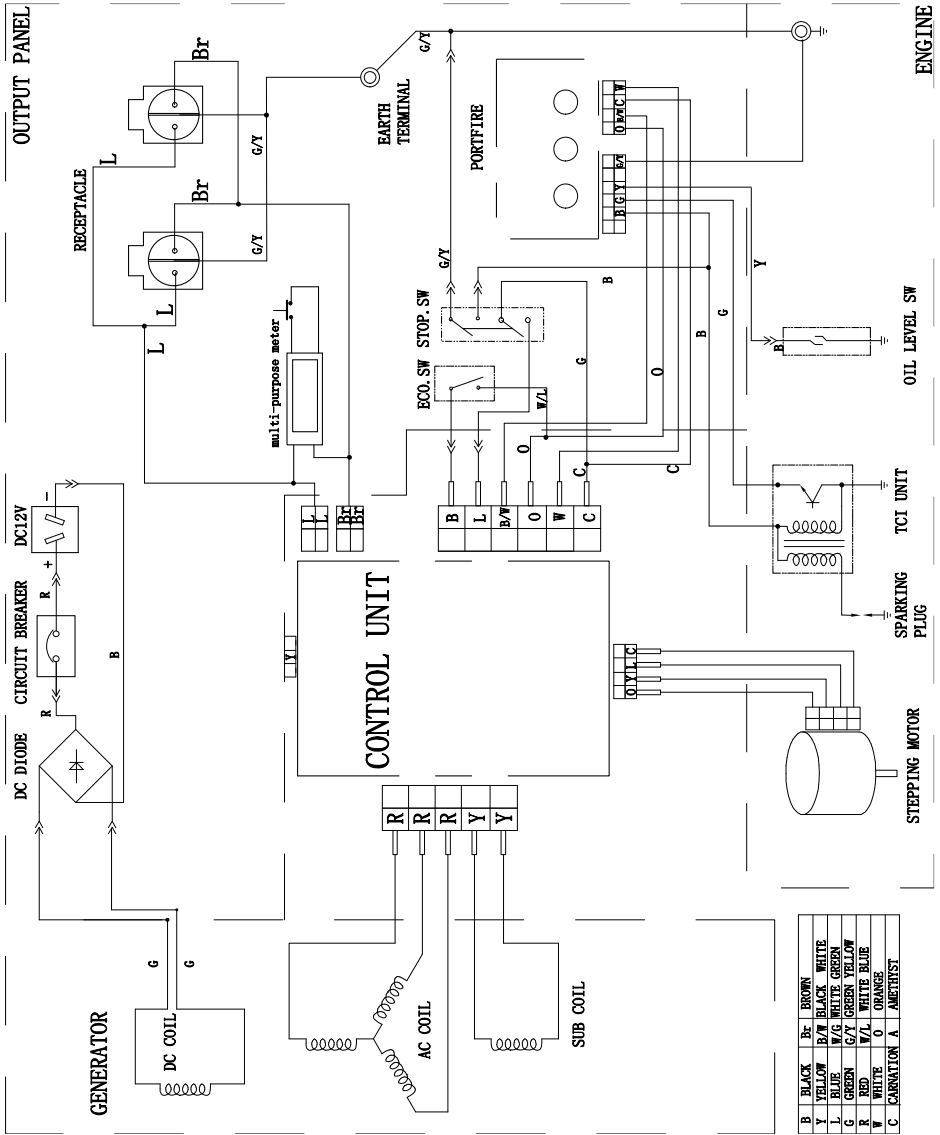 OUTPUT PANEL
RECEPTACLE
L
Br
L
Br
G/Y
G/Y
L
L
EARTH
TERMINAL
G/Y
G/Y
PORTFIRE
O B/W C W
B G Y G/Y
multi-purpose meter
ECO.SW
STOP.SW
G/Y
W/L
B
G
O
B
G
Y
O
C
C
ENGINE
OIL LEVEL SW
B
TCI UNIT
SPARKING
PLUG
DC12V
+
-
CIRCUIT BREAKER
R
R
B
DC DIODE
L
L
Br
Br
B
L
B/W
O
W
C
Y
CONTROL UNIT
O Y L C
STEPPING MOTOR
R
R
R
Y
Y
GENERATOR
DC COIL
G
G
AC COIL
SUB COIL
B BLACK Br BROWN
Y YELLOW B/W BLACK WHITE
L BLUE W/G WHITE GREEN
G GREEN G/Y GREEN YELLOW
R RED W/L WHITE BLUE
W WHITE O ORANGE
C CARNATION A AMETHYST